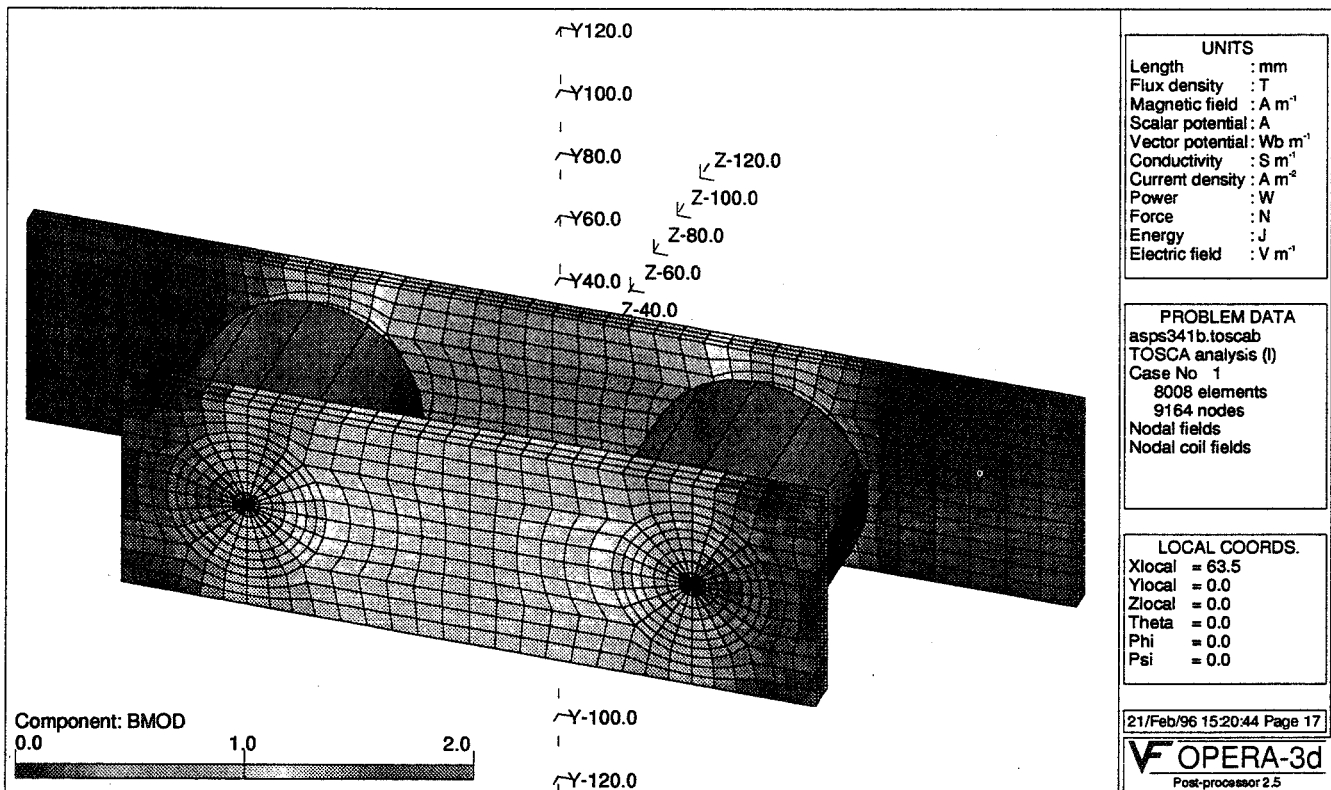 Y120.0
Y100.0
Y80.0
Y60.0
Y40.0
Z-120.0
Z-100.0
Z-80.0
Z-60.0
Z-40.0
Y-100.0
Y-120.0
Component: BMOD
0.0 1.0 2.0
UNITS
Length : mm
Flux density : T
Magnetic field : A m⁻¹
Scalar potential : A
Vector potential : Wb m⁻¹
Conductivity : S m⁻¹
Current density : A m⁻²
Power : W
Force : N
Energy : J
Electric field : V m⁻¹
PROBLEM DATA
asps341b.toscab
TOSCA analysis (I)
Case No 1
8008 elements
9164 nodes
Nodal fields
Nodal coil fields
LOCAL COORDS.
Xlocal = 63.5
Ylocal = 0.0
Zlocal = 0.0
Theta = 0.0
Phi = 0.0
Psi = 0.0
21/Feb/96 15:20:44 Page 17
VF OPERA-3d
Post-processor 2.5